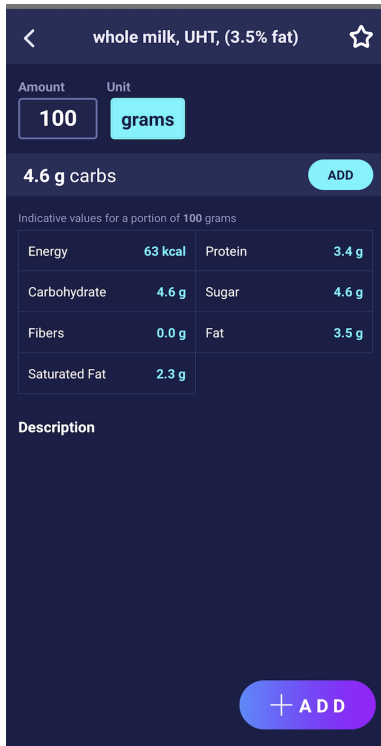 whole milk, UHT, (3.5% fat)
Amount Unit
100 grams
4.6 g carbs ADD
Indicative values for a portion of 100 grams
Energy 63 kcal Protein 3.4 g
Carbohydrate 4.6 g Sugar 4.6 g
Fibers 0.0 g Fat 3.5 g
Saturated Fat 2.3 g
Description
ADD